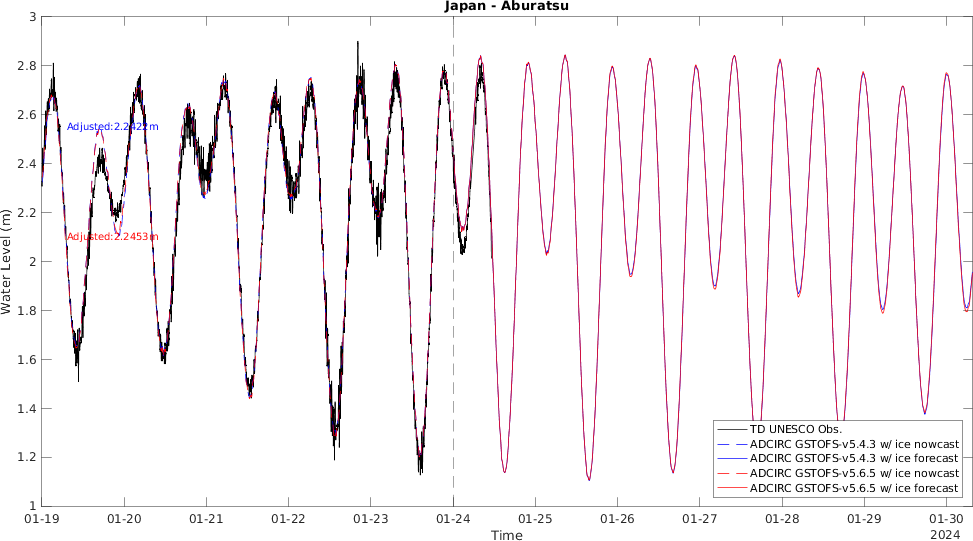 Japan - Aburatsu
3
2.8
2.6
2.4
2.2
2
1.8
1.6
1.4
1.2
1
Water Level (m)
Adjusted:2.2422m
Adjusted:2.2453m
TD UNESCO Obs.
ADCIRC GSTOFS-v5.4.3 w/ ice nowcast
ADCIRC GSTOFS-v5.4.3 w/ ice forecast
ADCIRC GSTOFS-v5.6.5 w/ ice nowcast
ADCIRC GSTOFS-v5.6.5 w/ ice forecast
01-19 01-20 01-21 01-22 01-23 01-24 01-25 01-26 01-27 01-28 01-29 01-30
Time
2024